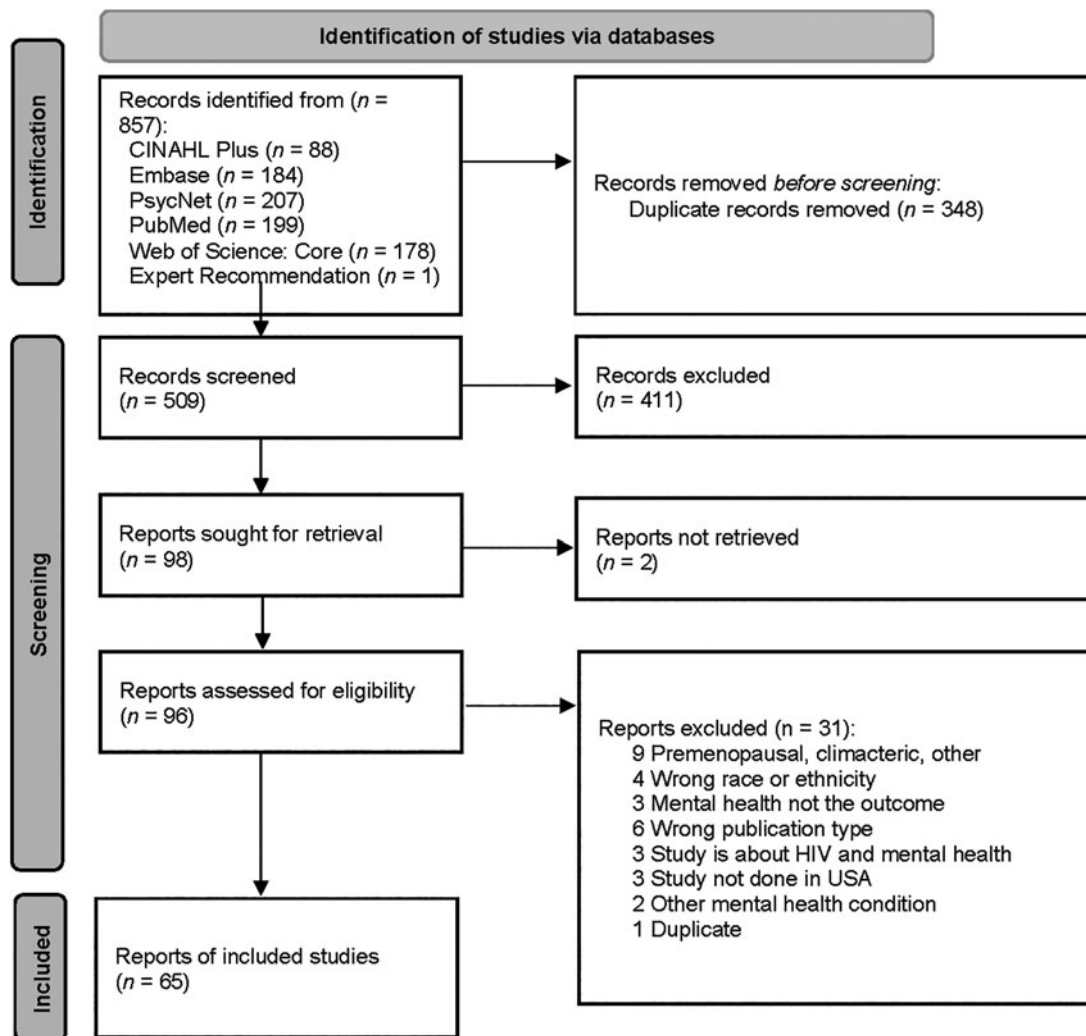 Identification of studies via databases
Identification
Records identified from (n =
857):
CINAHL Plus (n = 88)
Embase (n = 184)
PsycNet (n = 207)
PubMed (n = 199)
Web of Science: Core (n = 178)
Expert Recommendation (n = 1)
Records removed before screening:
Duplicate records removed (n = 348)
Screening
Records screened
(n = 509)
Records excluded
(n = 411)
Reports sought for retrieval
(n = 98)
Reports not retrieved
(n = 2)
Reports assessed for eligibility
(n = 96)
Reports excluded (n = 31):
9 Premenopausal, climacteric, other
4 Wrong race or ethnicity
3 Mental health not the outcome
6 Wrong publication type
3 Study is about HIV and mental health
3 Study not done in USA
2 Other mental health condition
1 Duplicate
Included
Reports of included studies
(n = 65)